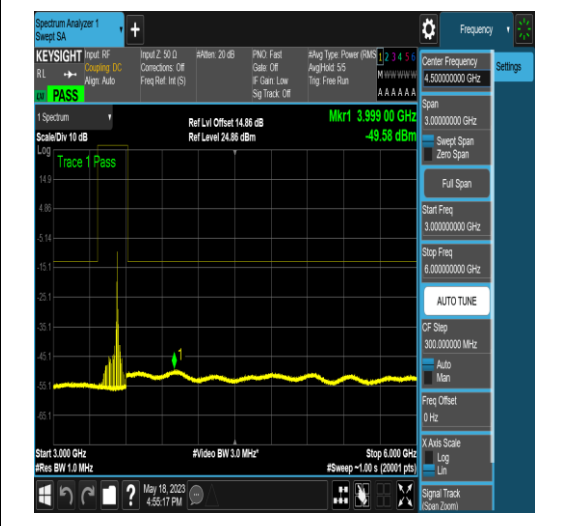 Spectrum Analyzer 1
Swept SA
Frequency
KEYSIGHT
RL
Input: RF
Coupling: DC
Align: Auto
Input Z: 50 Ω
Corrections: Off
Freq Ref: Int (S)
#Atten: 20 dB
PNO: Fast
Gate: Off
IF Gain: Low
Sig Track: Off
#Avg Type: Power (RMS
Avg|Hold: 5/5
Trig: Free Run
1 2 3 4 5 6
M W W W W W
A A A A A A
PASS
1 Spectrum
Scale/Div 10 dB
Ref Lvl Offset 14.86 dB
Ref Level 24.86 dBm
Mkr1 3.999 00 GHz
-49.58 dBm
Log
Trace 1 Pass
14.9
4.86
-5.14
-15.1
-25.1
-35.1
-45.1
-55.1
-65.1
1
Start 3.000 GHz
#Res BW 1.0 MHz
#Video BW 3.0 MHz*
Stop 6.000 GHz
#Sweep ~1.00 s (20001 pts)
May 18, 2023
4:55:17 PM
Center Frequency
4.500000000 GHz
Settings
Span
3.00000000 GHz
Swept Span
Zero Span
Full Span
Start Freq
3.000000000 GHz
Stop Freq
6.000000000 GHz
AUTO TUNE
CF Step
300.000000 MHz
Auto
Man
Freq Offset
0 Hz
X Axis Scale
Log
Lin
Signal Track
(Span Zoom)